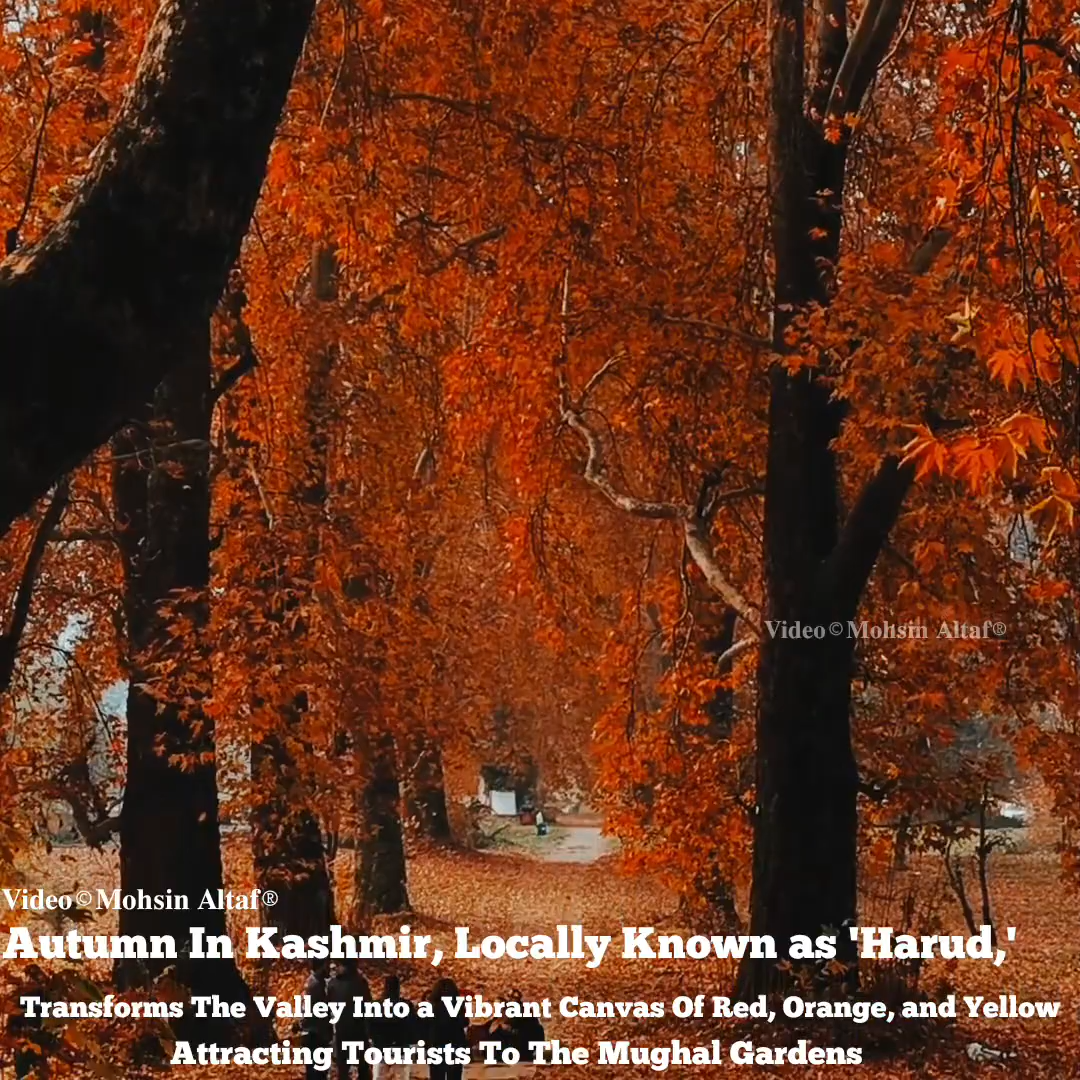 Video©Mohsin Altaf®
Video©Mohsin Altaf®
Autumn In Kashmir, Locally Known as 'Harud,'
Transforms The Valley Into a Vibrant Canvas Of Red, Orange, and Yellow
Attracting Tourists To The Mughal Gardens